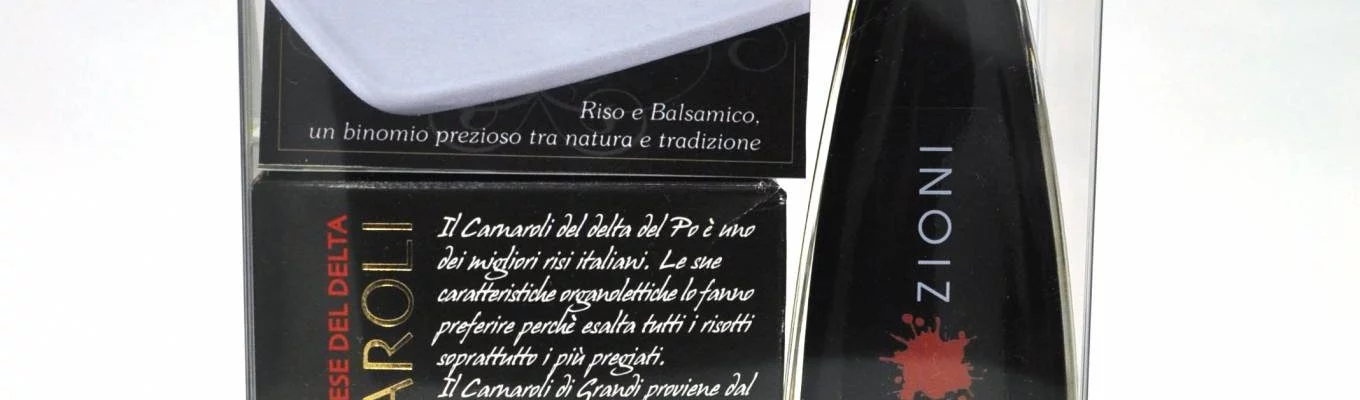 Riso e Balsamico,
un binomio prezioso tra natura e tradizione
ESE DEL DELTA
AROLI
Il Carnaroli del delta del Po è uno
dei migliori risi italiani. Le sue
caratteristiche organolettiche lo fanno
preferire perchè esalta tutti i risotti
soprattutto i più pregiati.
Il Carnaroli di Grandi proviene dal
ZIONI